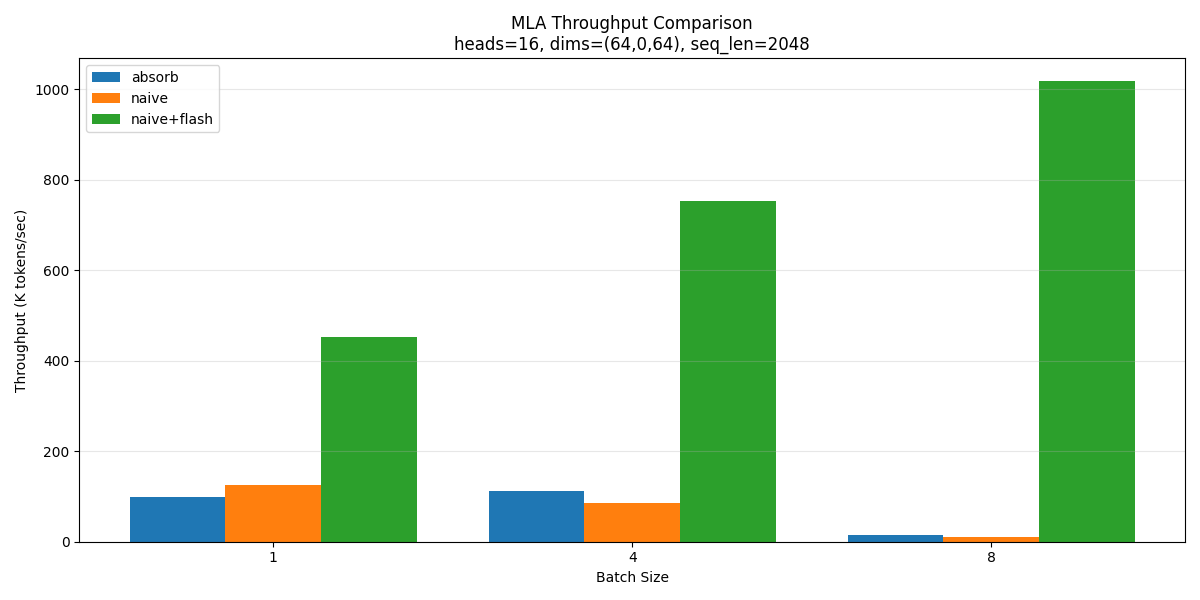 MLA Throughput Comparison
heads=16, dims=(64,0,64), seq_len=2048
absorb
naive
naive+flash
Throughput (K tokens/sec)
1000
800
600
400
200
0
1
4
8
Batch Size